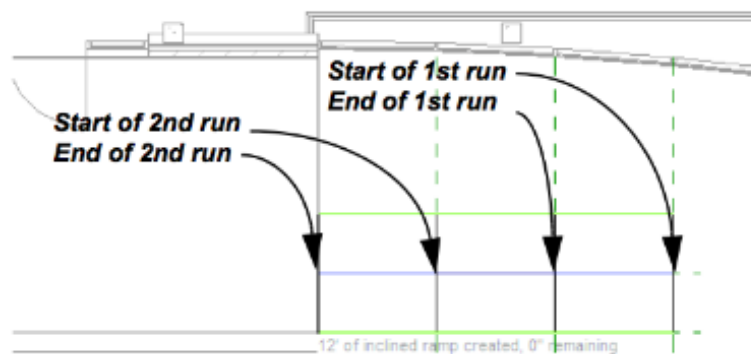 Start of 1st run
End of 1st run
Start of 2nd run
End of 2nd run
12' of inclined ramp created, 0" remaining